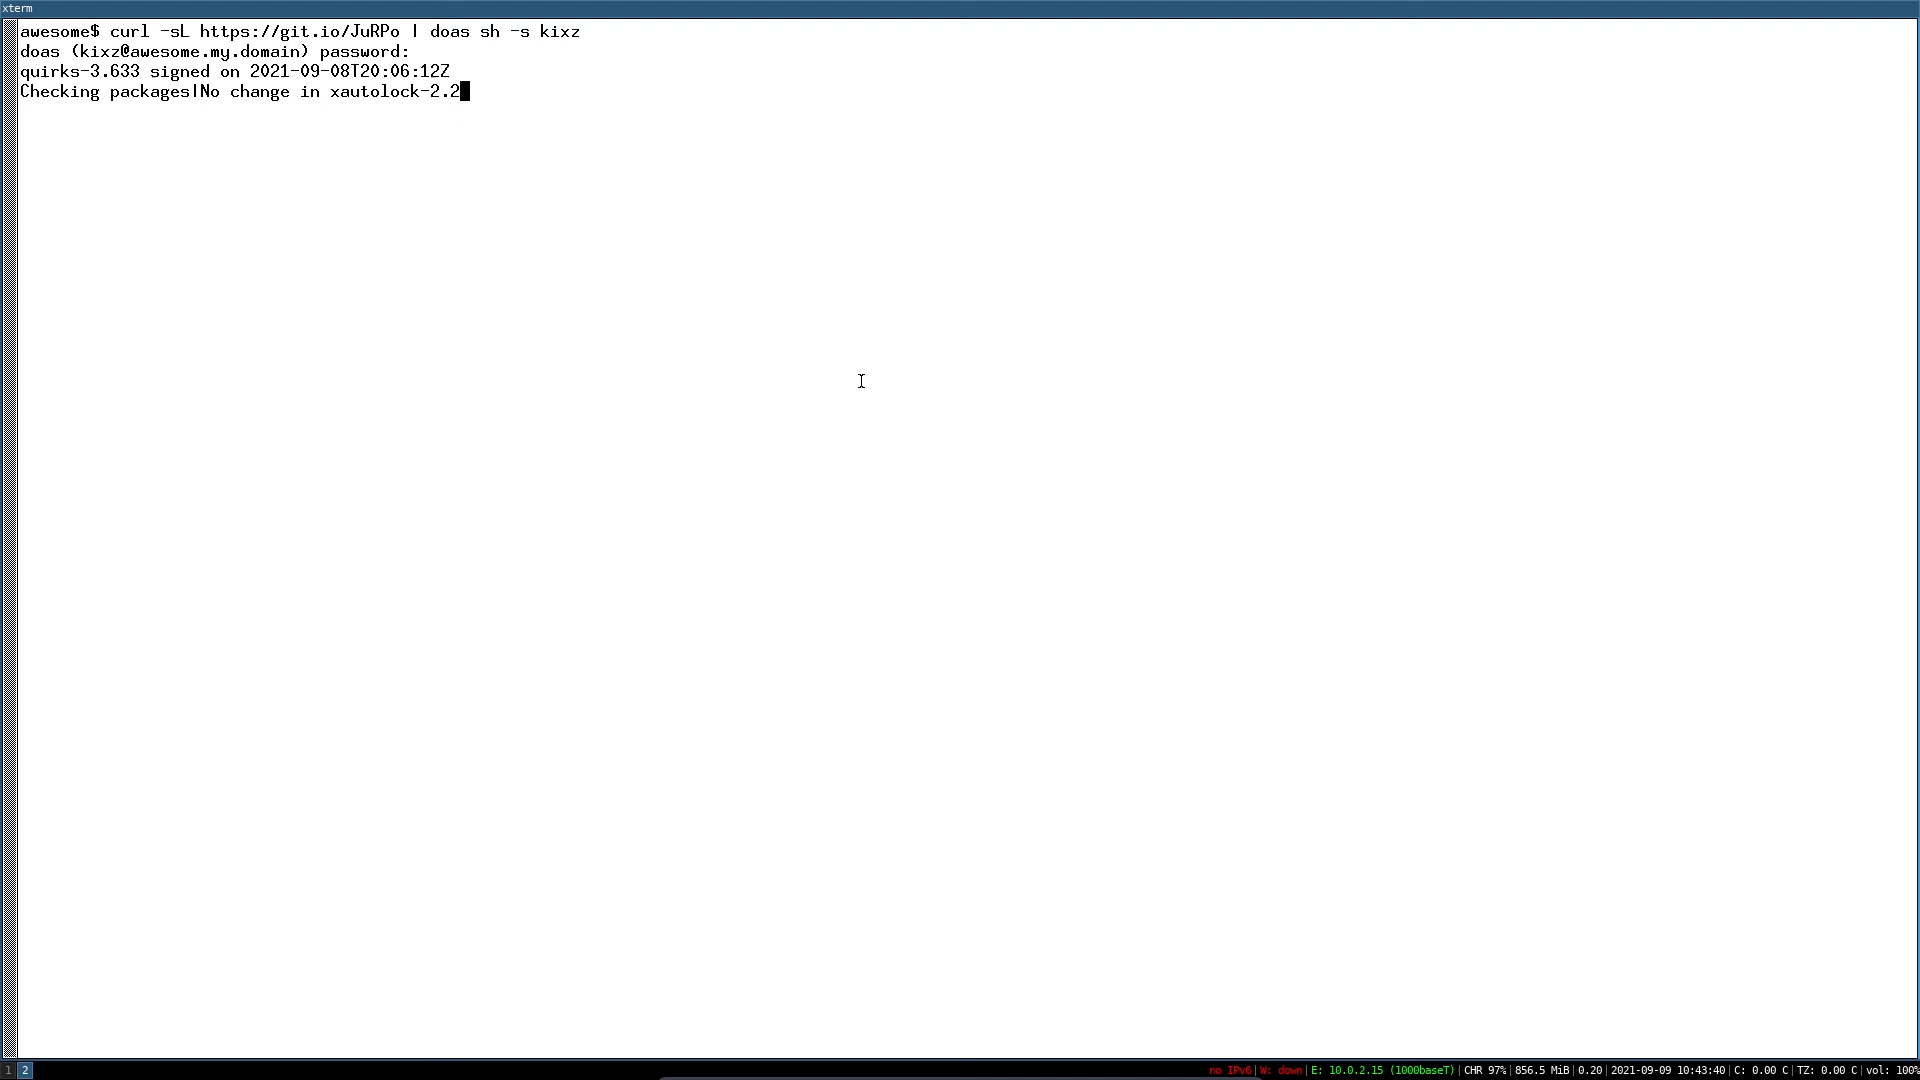 xterm
awesome$ curl -sL https://git.io/JuRPo | doas sh -s kixz
doas (kixz@awesome.my.domain) password:
quirks-3.633 signed on 2021-09-08T20:06:12Z
Checking packages|No change in xautolock-2.2
1 2 no IPv6|W: down|E: 10.0.2.15 (1000baseT)|CHR 97%|856.5 MiB|0.20|2021-09-09 10:43:40|C: 0.00 C|TZ: 0.00 C|vol: 100%